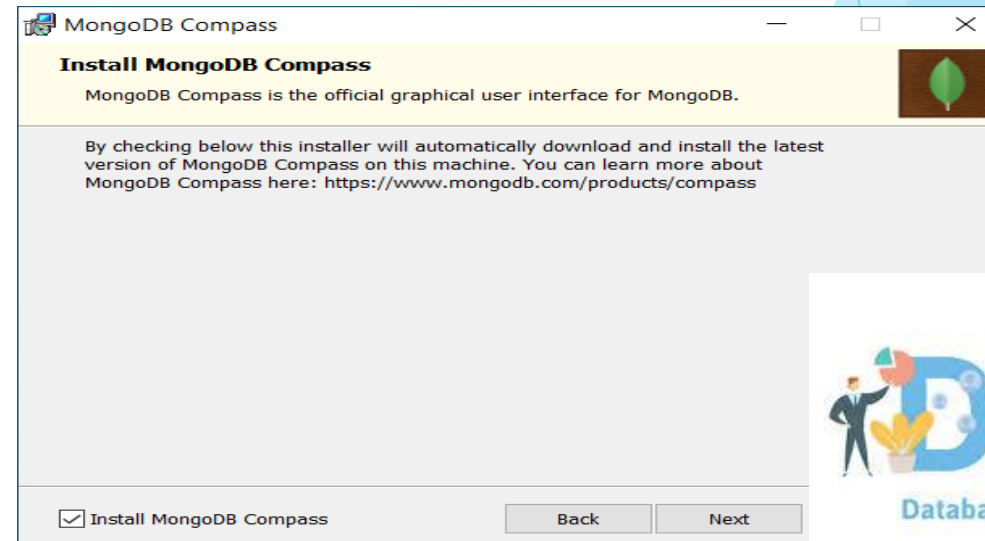 MongoDB Compass
Install MongoDB Compass
MongoDB Compass is the official graphical user interface for MongoDB.
By checking below this installer will automatically download and install the latest
version of MongoDB Compass on this machine. You can learn more about
MongoDB Compass here: https://www.mongodb.com/products/compass
Install MongoDB Compass
Back
Next
Databa